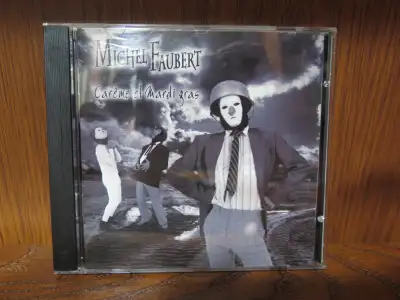 MICHEL FAUBERT
Carême et Mardi gras